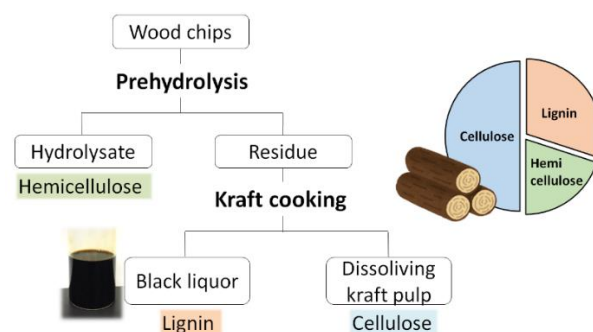 Wood chips
Prehydrolysis
Hydrolysate
Residue
Hemicellulose
Kraft cooking
Black liquor
Dissoliving
kraft pulp
Lignin
Cellulose
Cellulose
Lignin
Hemi
cellulose